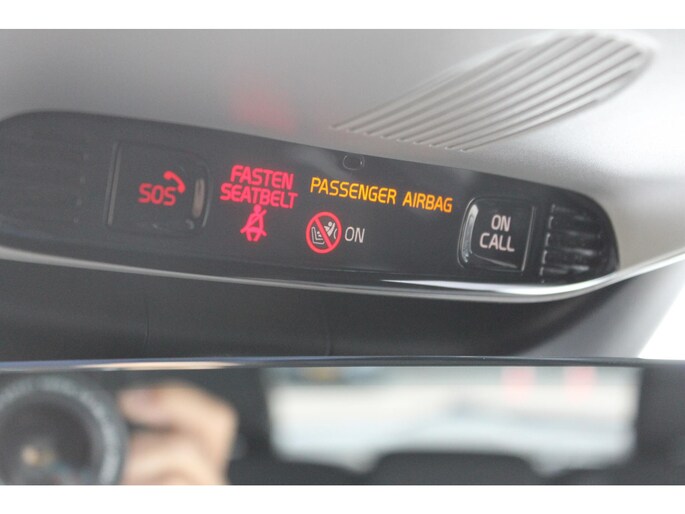 SOS
FASTEN
SEATBELT
PASSENGER AIRBAG
ON
ON
CALL